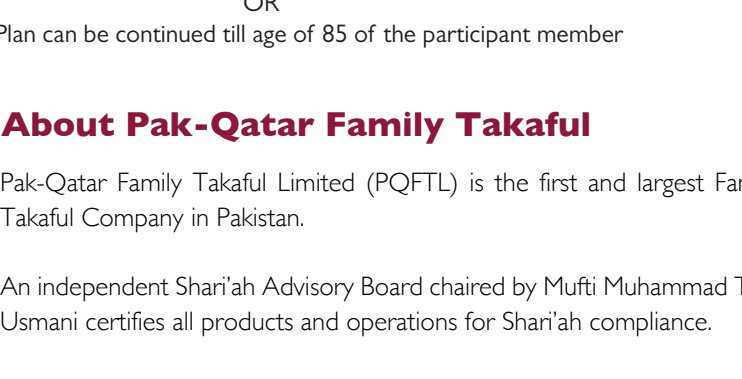 OR
Plan can be continued till age of 85 of the participant member
About Pak-Qatar Family Takaful
Pak-Qatar Family Takaful Limited (PQFTL) is the first and largest
Takaful Company in Pakistan.
An independent Shari'ah Advisory Board chaired by Mufti Muhammad
Usmani certifies all products and operations for Shari'ah compliance.